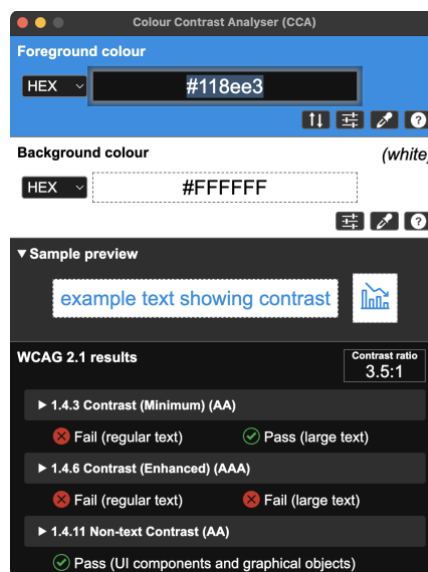 Colour Contrast Analyser (CCA)
Foreground colour
HEX #118ee3
Background colour (white)
HEX #FFFFFF
▼ Sample preview
example text showing contrast
WCAG 2.1 results
Contrast ratio
3.5:1
▶ 1.4.3 Contrast (Minimum) (AA)
Fail (regular text) Pass (large text)
▶ 1.4.6 Contrast (Enhanced) (AAA)
Fail (regular text) Fail (large text)
▶ 1.4.11 Non-text Contrast (AA)
Pass (UI components and graphical objects)